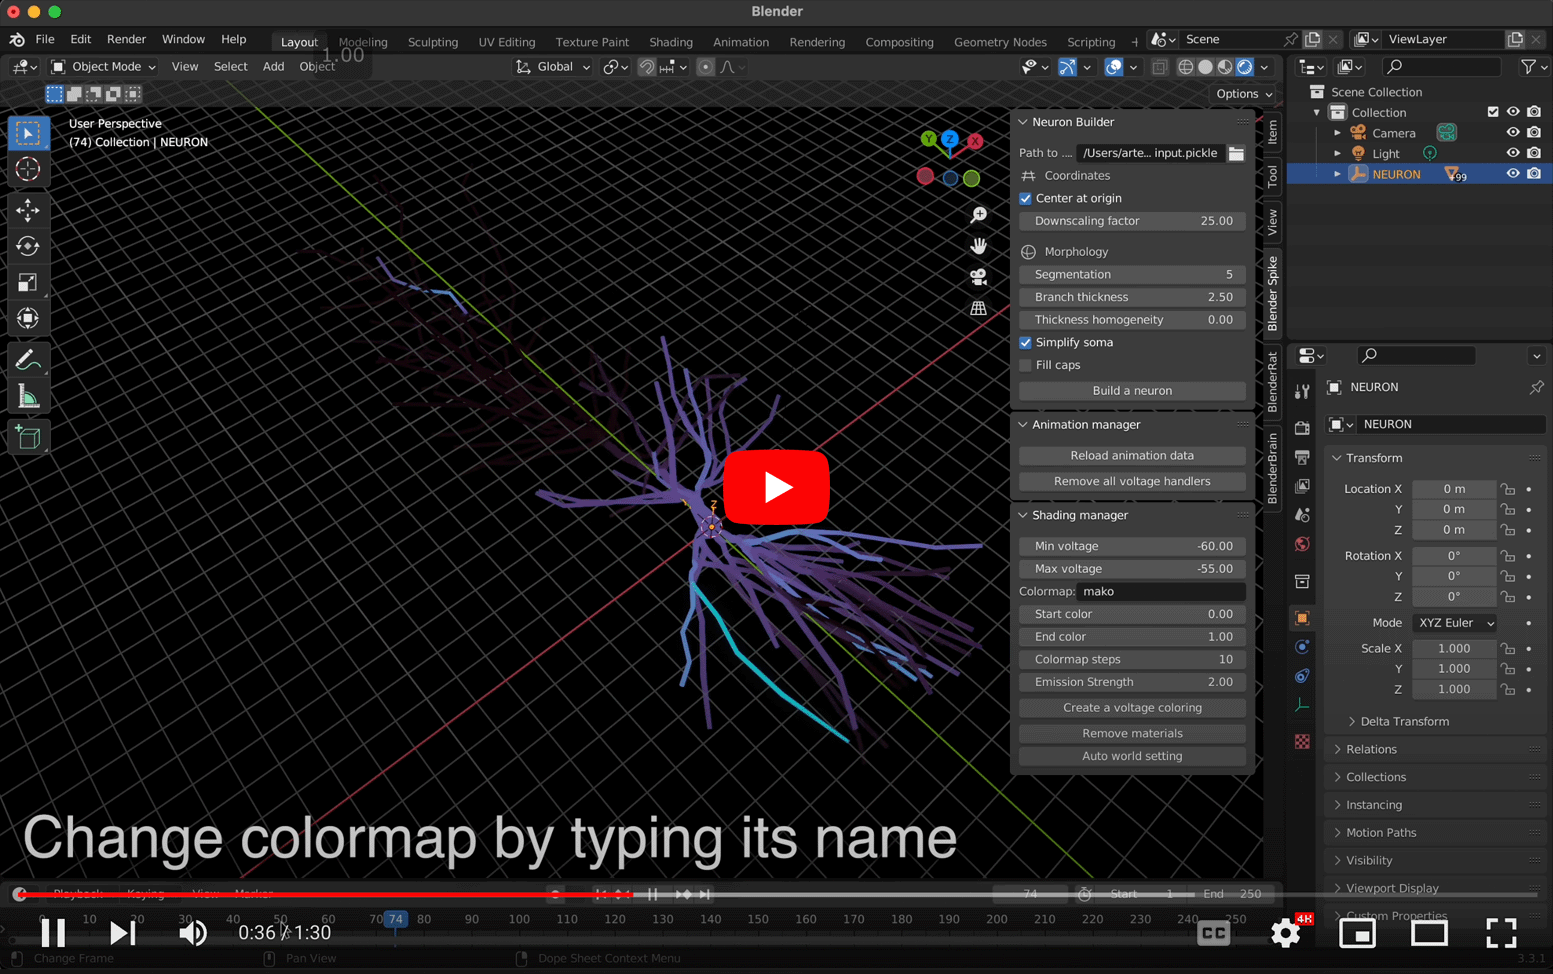 Blender
File Edit Render Window Help Layout Modeling Sculpting UV Editing Texture Paint Shading Animation Rendering Compositing Geometry Nodes Scripting Scene ViewLayer
1.00
Object Mode View Select Add Object Global
Options
User Perspective
(74) Collection | NEURON
Y Z X
Z
Neuron Builder
Path to .... /Users/arte... input.pickle
Coordinates
Center at origin
Downscaling factor 25.00
Morphology
Segmentation 5
Branch thickness 2.50
Thickness homogeneity 0.00
Simplify soma
Fill caps
Build a neuron
Animation manager
Reload animation data
Remove all voltage handlers
Shading manager
Min voltage -60.00
Max voltage -55.00
Colormap: mako
Start color 0.00
End color 1.00
Colormap steps 10
Emission Strength 2.00
Create a voltage coloring
Remove materials
Auto world setting
Item
Tool
View
Blender Spike
BlenderRat
BlenderBrain
Scene Collection
Collection
Camera
Light
NEURON +99
NEURON
NEURON
Transform
Location X 0 m
Y 0 m
Z 0 m
Rotation X 0°
Y 0°
Z 0°
Mode XYZ Euler
Scale X 1.000
Y 1.000
Z 1.000
Delta Transform
Relations
Collections
Instancing
Motion Paths
Visibility
Viewport Display
Custom Properties
Change colormap by typing its name
Playback Keying View Marker 74 Start 1 End 250
0 10 20 30 40 50 60 70 74 80 90 100 110 120 130 140 150 160 170 180 190 200 210 220 230 240 250
0:36 / 1:30 CC 4K
Change Frame Pan View Dope Sheet Context Menu 3.3.1